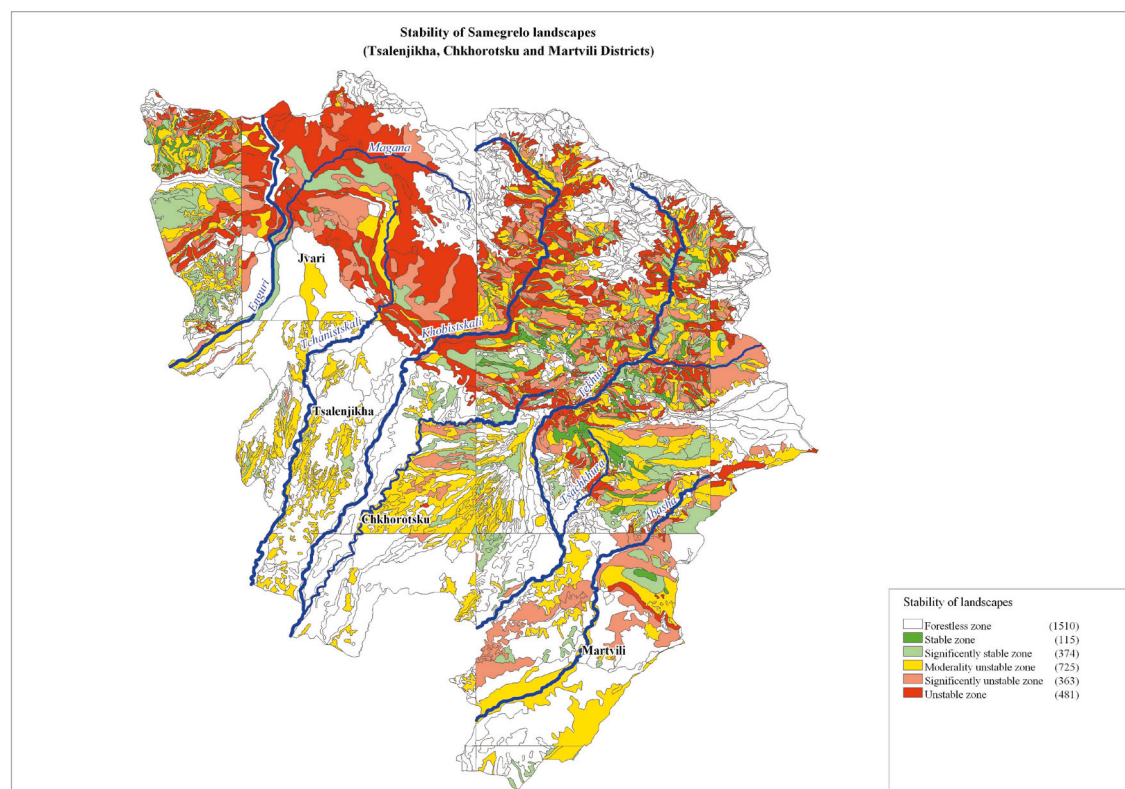 Stability of Samegrelo landscapes
(Tsalenjikha, Chkhorotsku and Martvili Districts)
Magana
Jvari
Enguri
Tchanistskali
Khobistskali
Tekhuri
Tsalenjikha
Tsiapkhura
Abasha
Chkhorotsku
Martvili
Stability of landscapes
Forestless zone (1510)
Stable zone (115)
Significently stable zone (374)
Moderality unstable zone (725)
Significently unstable zone (363)
Unstable zone (481)